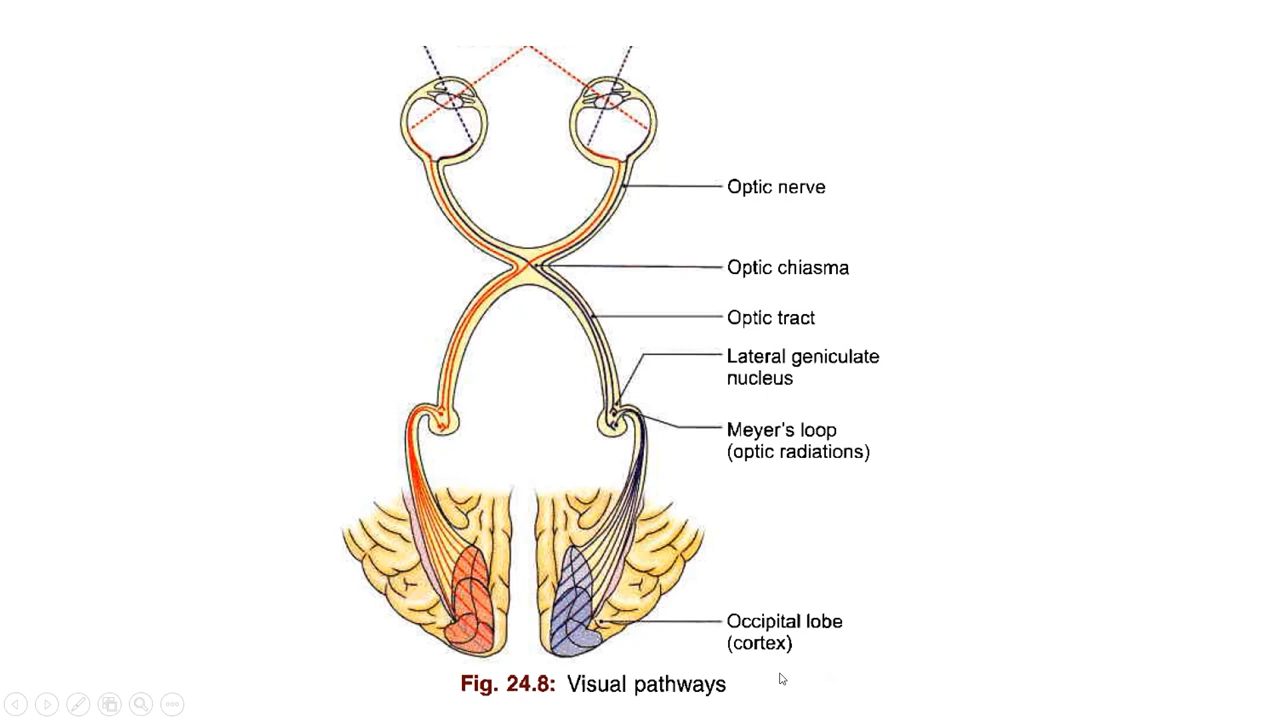 Optic nerve
Optic chiasma
Optic tract
Lateral geniculate
nucleus
Meyer's loop
(optic radiations)
Occipital lobe
(cortex)
Fig. 24.8: Visual pathways